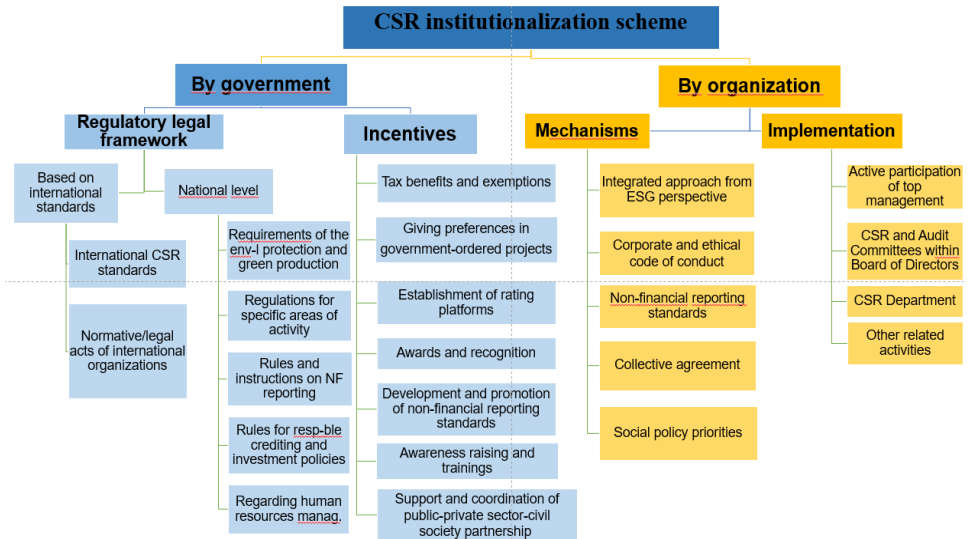 CSR institutionalization scheme
By government
By organization
Regulatory legal
framework
Incentives
Mechanisms
Implementation
Based on
international
standards
National level
International CSR
standards
Normative/legal
acts of international
organizations
Requirements of the
env-l protection and
green production
Regulations for
specific areas of
activity
Rules and
instructions on NF
reporting
Rules for resp-ble
crediting and
investment policies
Regarding human
resources manag.
Tax benefits and exemptions
Giving preferences in
government-ordered projects
Establishment of rating
platforms
Awards and recognition
Development and promotion
of non-financial reporting
standards
Awareness raising and
trainings
Support and coordination of
public-private sector-civil
society partnership
Integrated approach from
ESG perspective
Corporate and ethical
code of conduct
Non-financial reporting
standards
Collective agreement
Social policy priorities
Active participation of
top management
CSR and Audit
Committees within
Board of Directors
CSR Department
Other related
activities